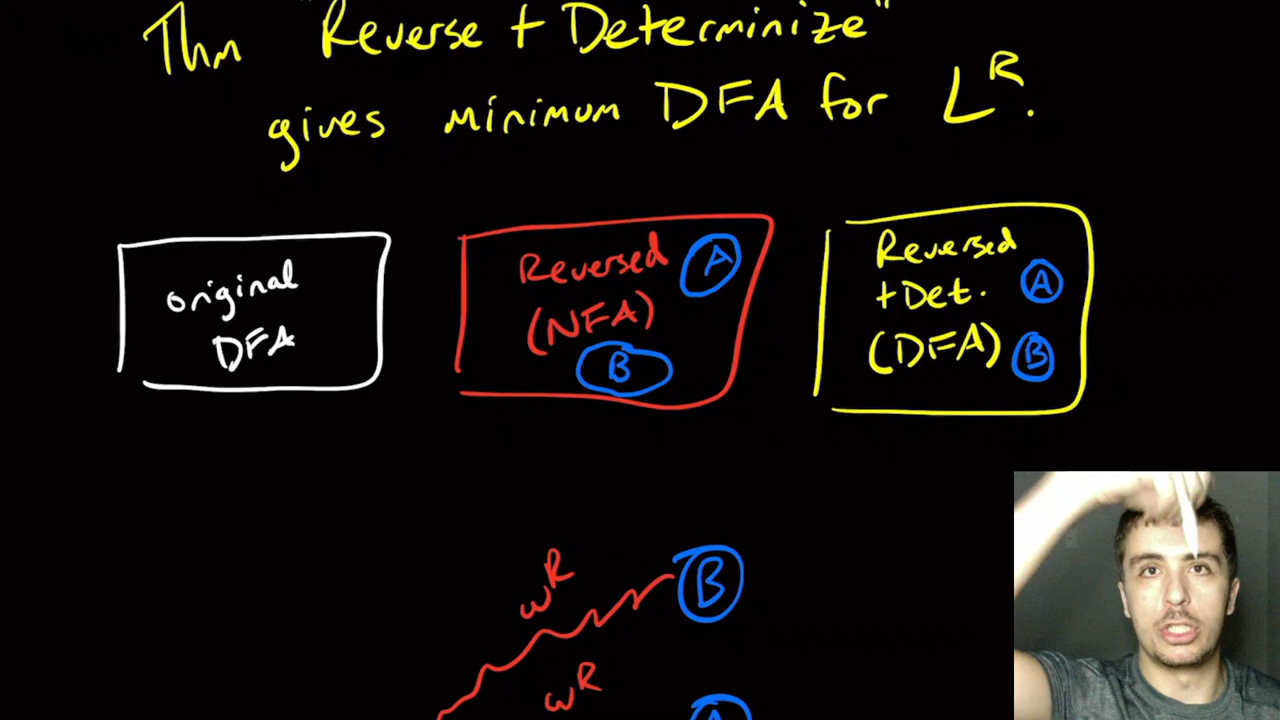 Thm "Reverse + Determinize"
gives minimum DFA for L^R.
original
DFA
Reversed
(NFA)
A
B
Reversed
+Det.
(DFA)
A
B
w^R
B
w^R
A